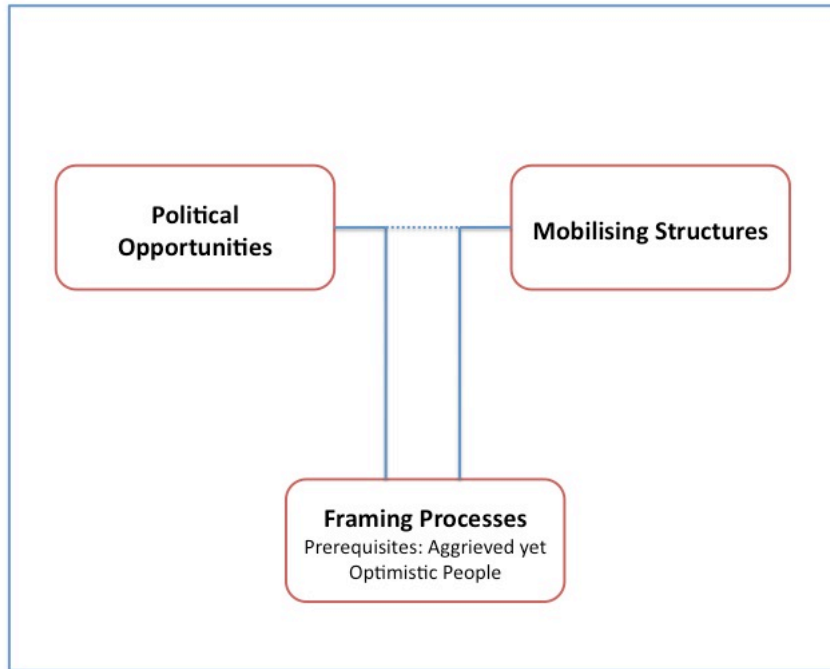 Political
Opportunities
Mobilising Structures
Framing Processes
Prerequisites: Aggrieved yet
Optimistic People